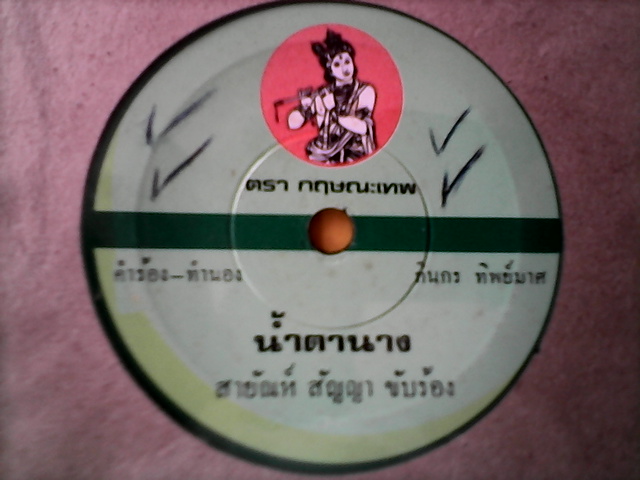 ตรา กฤษณะเทพ
คำร้อง-ทำนอง ทินกร ทิพย์มาศ
น้ำตานาง
สายัณห์ สัญญา ขับร้อง